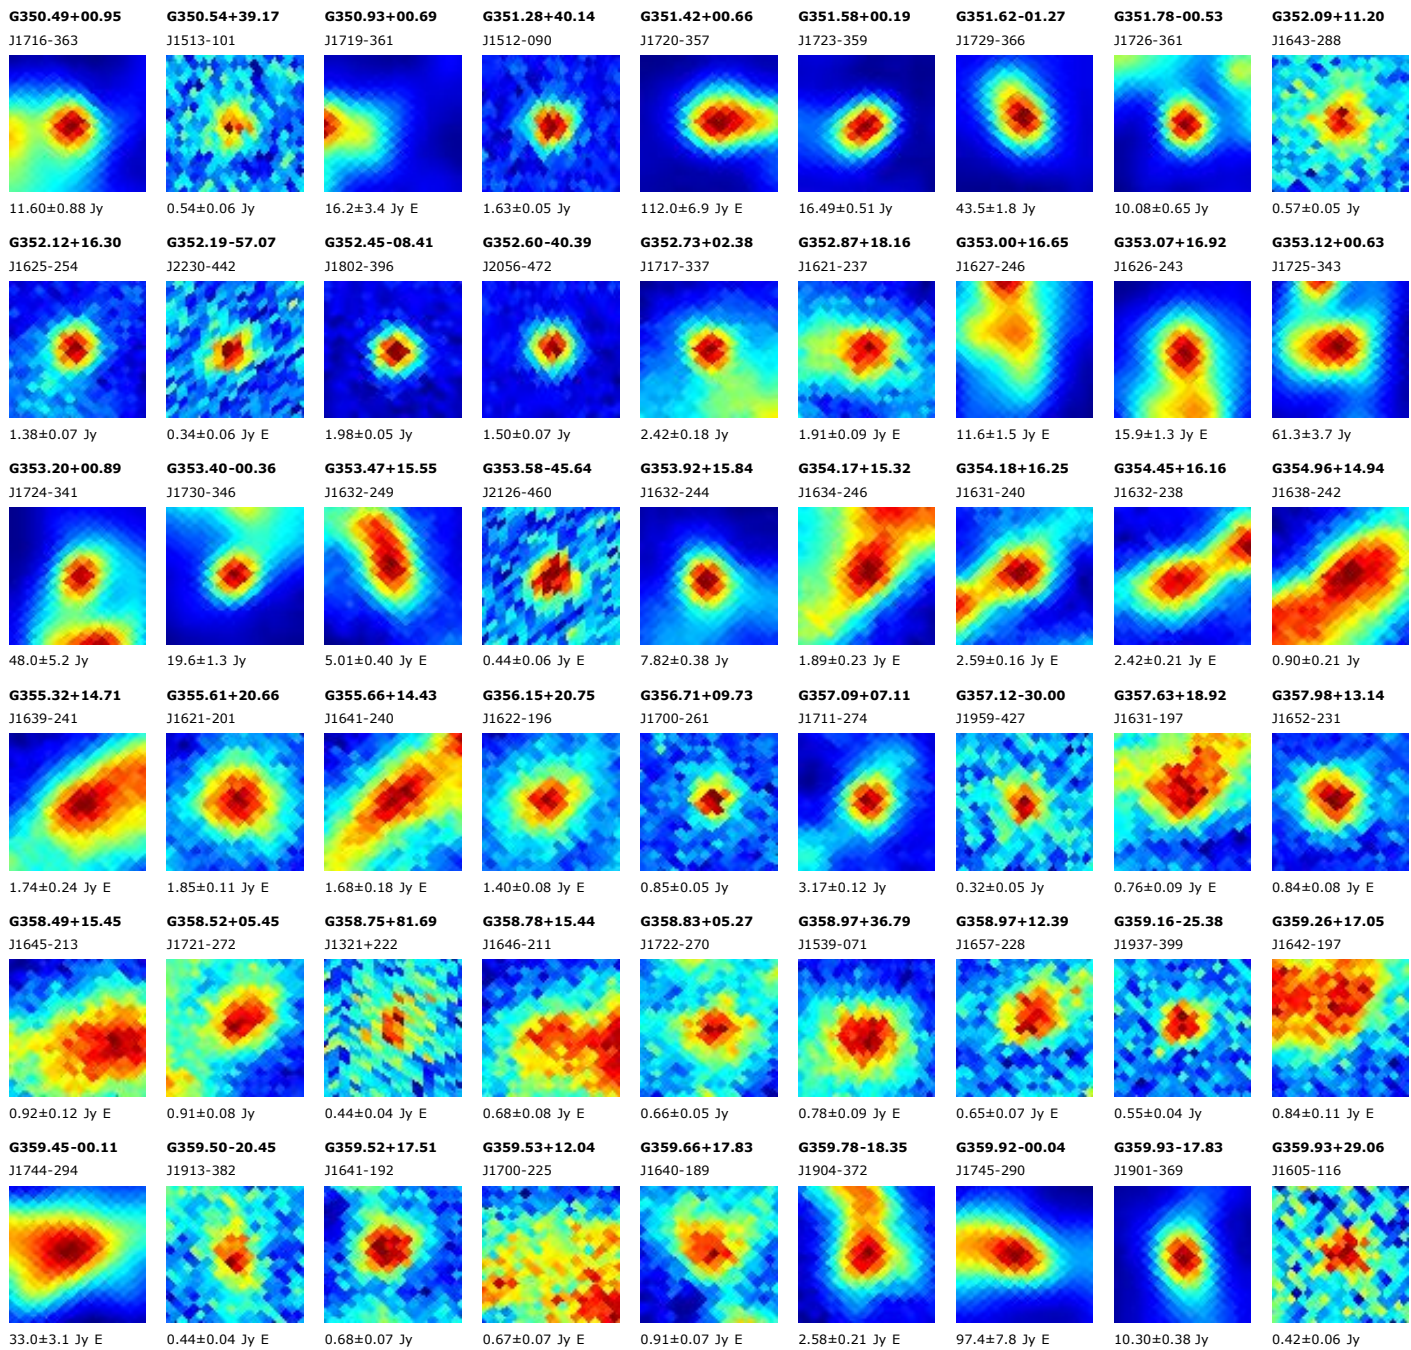 G350.49+00.95 G350.54+39.17 G350.93+00.69 G351.28+40.14 G351.42+00.66 G351.58+00.19 G351.62-01.27 G351.78-00.53 G352.09+11.20
J1716-363 J1513-101 J1719-361 J1512-090 J1720-357 J1723-359 J1729-366 J1726-361 J1643-288
11.60±0.88 Jy 0.54±0.06 Jy 16.2±3.4 Jy E 1.63±0.05 Jy 112.0±6.9 Jy E 16.49±0.51 Jy 43.5±1.8 Jy 10.08±0.65 Jy 0.57±0.05 Jy
G352.12+16.30 G352.19-57.07 G352.45-08.41 G352.60-40.39 G352.73+02.38 G352.87+18.16 G353.00+16.65 G353.07+16.92 G353.12+00.63
J1625-254 J2230-442 J1802-396 J2056-472 J1717-337 J1621-237 J1627-246 J1626-243 J1725-343
1.38±0.07 Jy 0.34±0.06 Jy E 1.98±0.05 Jy 1.50±0.07 Jy 2.42±0.18 Jy 1.91±0.09 Jy E 11.6±1.5 Jy E 15.9±1.3 Jy E 61.3±3.7 Jy
G353.20+00.89 G353.40-00.36 G353.47+15.55 G353.58-45.64 G353.92+15.84 G354.17+15.32 G354.18+16.25 G354.45+16.16 G354.96+14.94
J1724-341 J1730-346 J1632-249 J2126-460 J1632-244 J1634-246 J1631-240 J1632-238 J1638-242
48.0±5.2 Jy 19.6±1.3 Jy 5.01±0.40 Jy E 0.44±0.06 Jy E 7.82±0.38 Jy 1.89±0.23 Jy E 2.59±0.16 Jy E 2.42±0.21 Jy E 0.90±0.21 Jy
G355.32+14.71 G355.61+20.66 G355.66+14.43 G356.15+20.75 G356.71+09.73 G357.09+07.11 G357.12-30.00 G357.63+18.92 G357.98+13.14
J1639-241 J1621-201 J1641-240 J1622-196 J1700-261 J1711-274 J1959-427 J1631-197 J1652-231
1.74±0.24 Jy E 1.85±0.11 Jy E 1.68±0.18 Jy E 1.40±0.08 Jy E 0.85±0.05 Jy 3.17±0.12 Jy 0.32±0.05 Jy 0.76±0.09 Jy E 0.84±0.08 Jy E
G358.49+15.45 G358.52+05.45 G358.75+81.69 G358.78+15.44 G358.83+05.27 G358.97+36.79 G358.97+12.39 G359.16-25.38 G359.26+17.05
J1645-213 J1721-272 J1321+222 J1646-211 J1722-270 J1539-071 J1657-228 J1937-399 J1642-197
0.92±0.12 Jy E 0.91±0.08 Jy 0.44±0.04 Jy E 0.68±0.08 Jy E 0.66±0.05 Jy 0.78±0.09 Jy E 0.65±0.07 Jy E 0.55±0.04 Jy 0.84±0.11 Jy E
G359.45-00.11 G359.50-20.45 G359.52+17.51 G359.53+12.04 G359.66+17.83 G359.78-18.35 G359.92-00.04 G359.93-17.83 G359.93+29.06
J1744-294 J1913-382 J1641-192 J1700-225 J1640-189 J1904-372 J1745-290 J1901-369 J1605-116
33.0±3.1 Jy E 0.44±0.04 Jy E 0.68±0.07 Jy 0.67±0.07 Jy E 0.91±0.07 Jy E 2.58±0.21 Jy E 97.4±7.8 Jy E 10.30±0.38 Jy 0.42±0.06 Jy